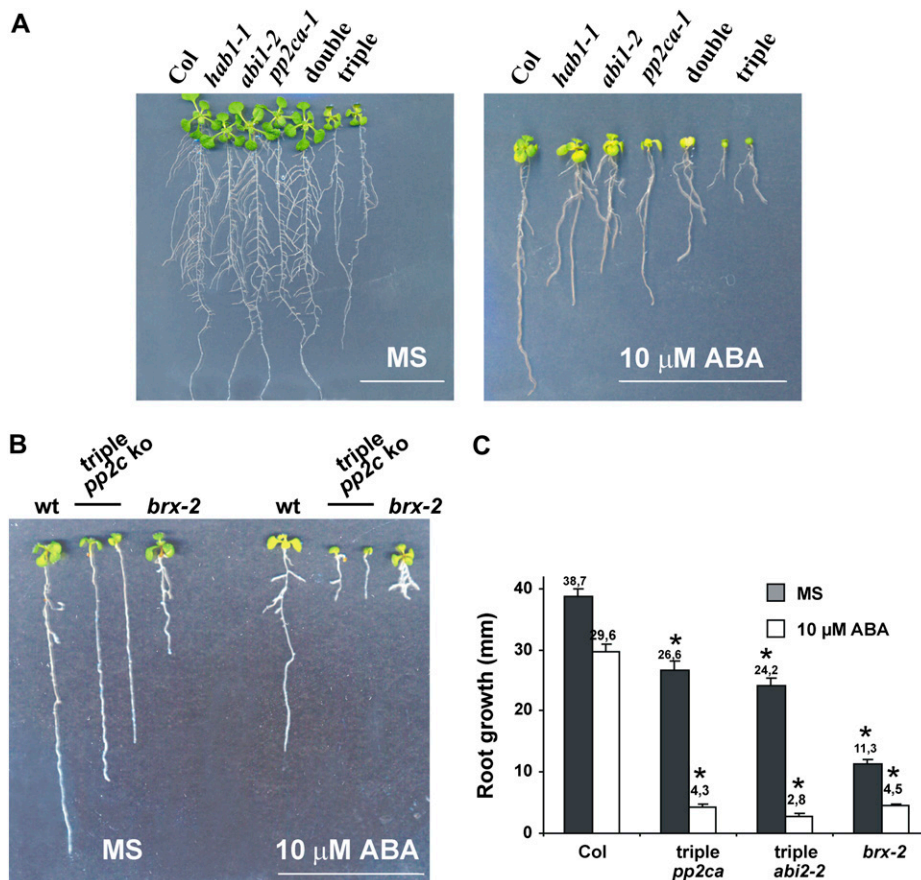 A
Col hab1-1 abi1-2 pp2ca-1 double triple
Col hab1-1 abi1-2 pp2ca-1 double triple
MS
10 μM ABA
B
triple
pp2c ko
triple
pp2c ko
wt brx-2 wt brx-2
MS
10 μM ABA
C
Root growth (mm)
40
30
20
10
0
MS
10 μM ABA
38,7
29,6
*
26,6
*
4,3
*
24,2
*
2,8
*
11,3
*
4,5
Col
triple
pp2ca
triple
abi2-2
brx-2